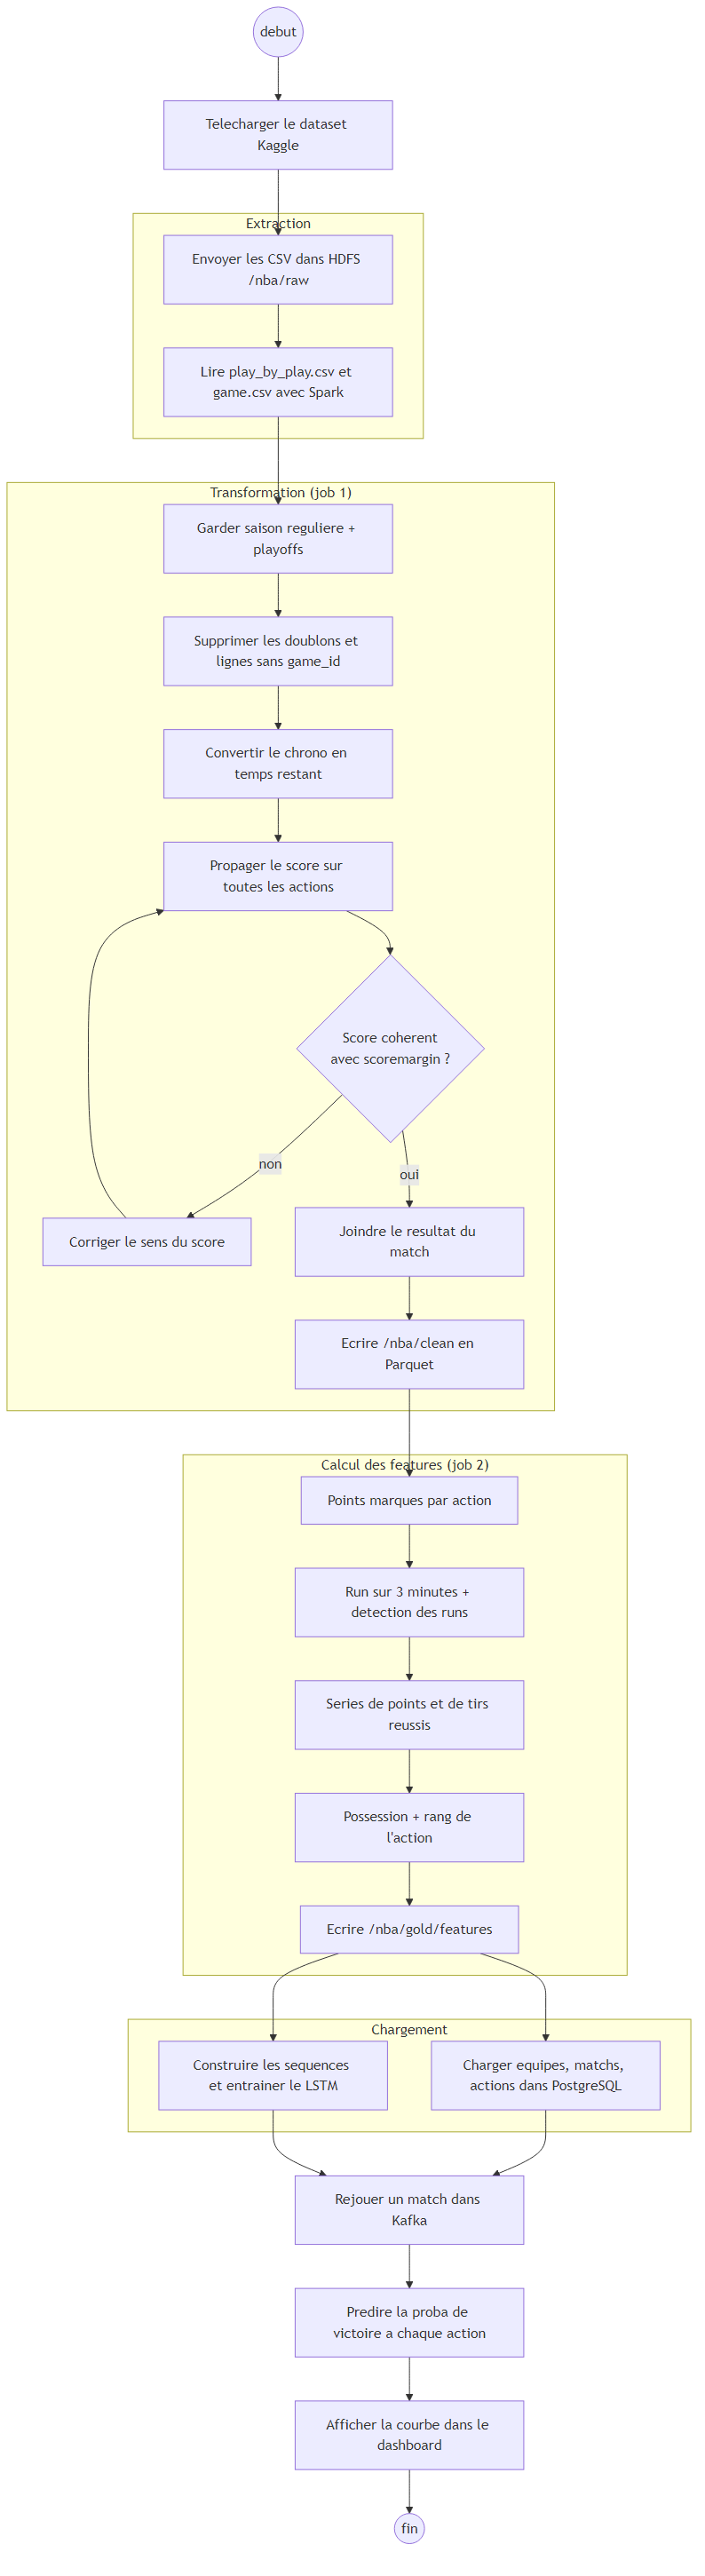 debut
Telecharger le dataset
Kaggle
Extraction
Envoyer les CSV dans HDFS
/nba/raw
Lire play_by_play.csv et
game.csv avec Spark
Transformation (job 1)
Garder saison reguliere +
playoffs
Supprimer les doublons et
lignes sans game_id
Convertir le chrono en
temps restant
Propager le score sur
toutes les actions
Score coherent
avec scoremargin ?
non
oui
Corriger le sens du score
Joindre le resultat du
match
Ecrire /nba/clean en
Parquet
Calcul des features (job 2)
Points marques par action
Run sur 3 minutes +
detection des runs
Series de points et de tirs
reussis
Possession + rang de
l'action
Ecrire /nba/gold/features
Chargement
Construire les sequences
et entrainer le LSTM
Charger equipes, matchs,
actions dans PostgreSQL
Rejouer un match dans
Kafka
Predire la proba de
victoire a chaque action
Afficher la courbe dans le
dashboard
fin